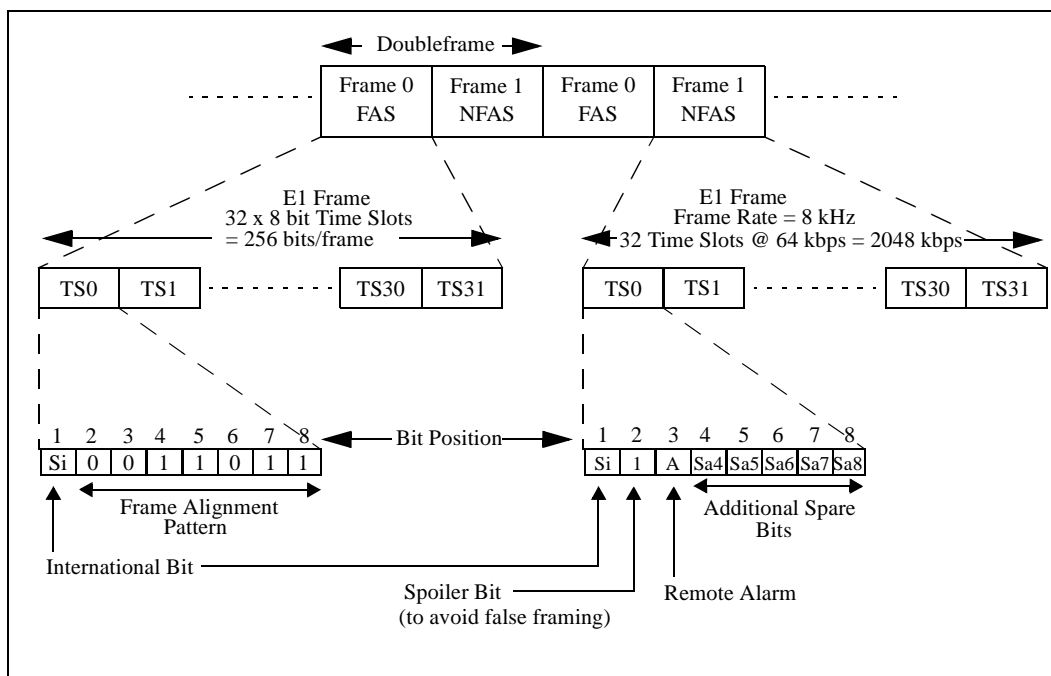 Doubleframe
Frame 0 Frame 1 Frame 0 Frame 1
FAS NFAS FAS NFAS
E1 Frame
32 x 8 bit Time Slots
= 256 bits/frame
E1 Frame
Frame Rate = 8 kHz
32 Time Slots @ 64 kbps = 2048 kbps
TS0 TS1 TS30 TS31
TS0 TS1 TS30 TS31
1 2 3 4 5 6 7 8
Si 0 0 1 1 0 1 1
Bit Position
1 2 3 4 5 6 7 8
Si 1 A Sa4 Sa5 Sa6 Sa7 Sa8
Frame Alignment
Pattern
Additional Spare
Bits
International Bit
Spoiler Bit
(to avoid false framing)
Remote Alarm